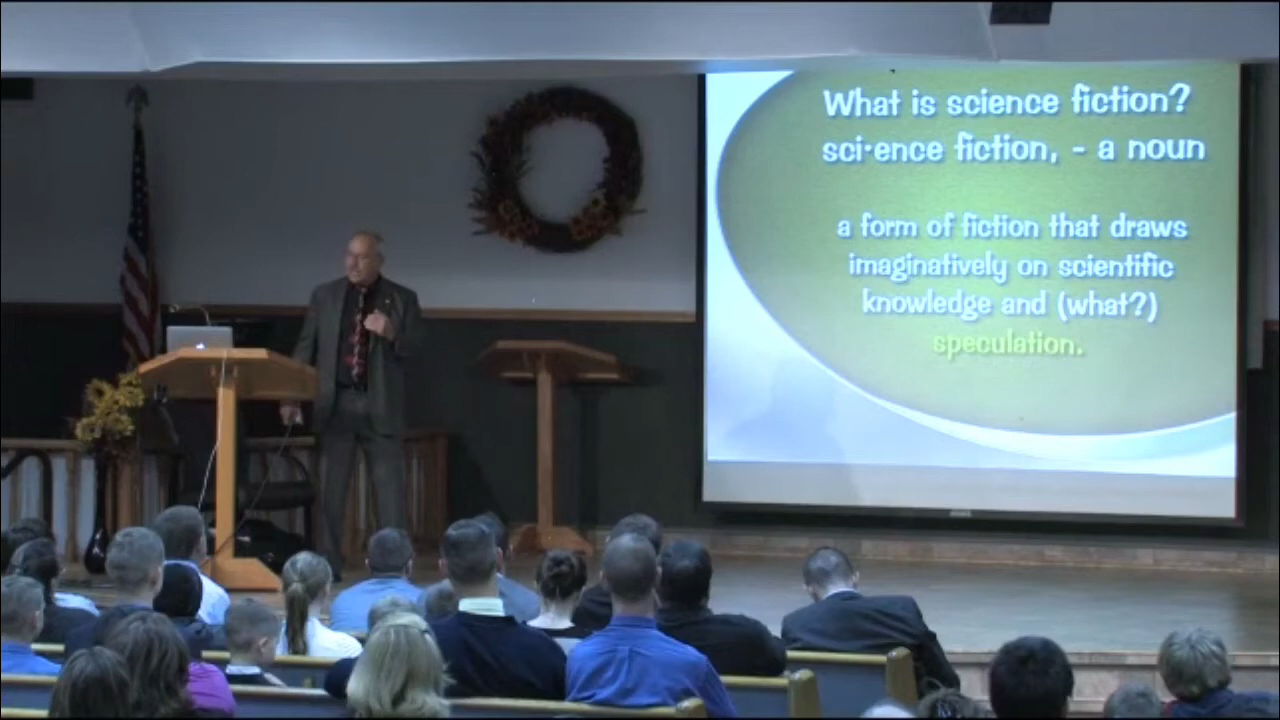 What is science fiction?
sci·ence fiction, - a noun
a form of fiction that draws
imaginatively on scientific
knowledge and (what?)
speculation.